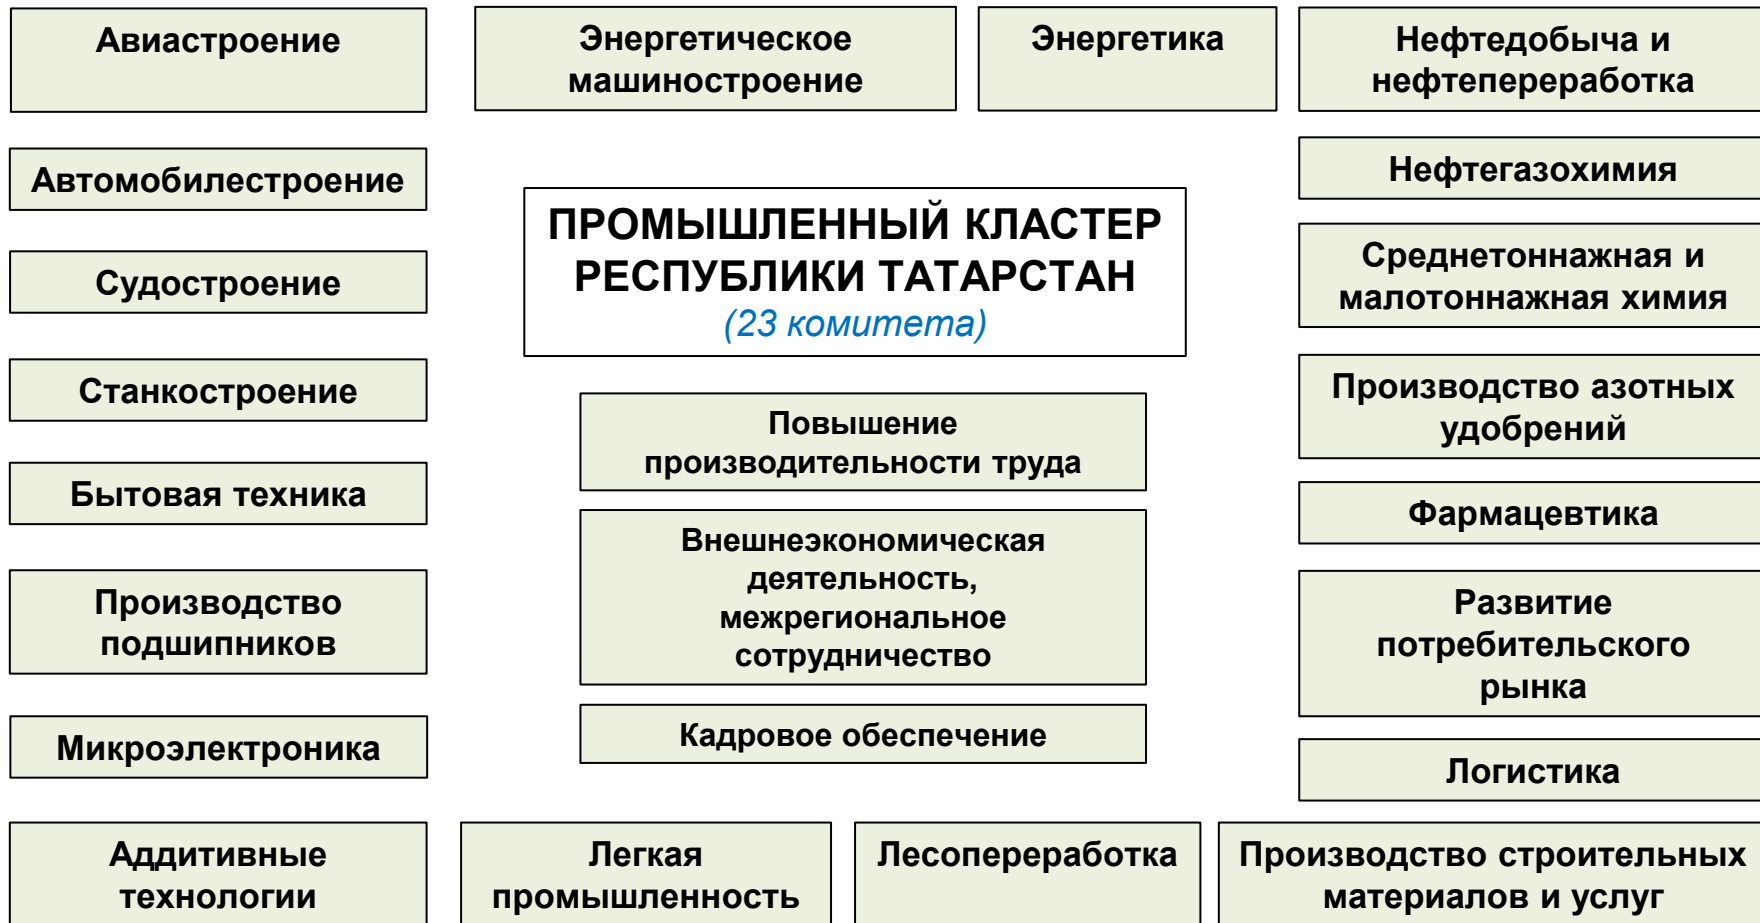 Авиастроение
Энергетическое
машиностроение
Энергетика
Нефтедобыча и
нефтепереработка
Автомобилестроение
Судостроение
Станкостроение
Бытовая техника
Производство
подшипников
Микроэлектроника
ПРОМЫШЛЕННЫЙ КЛАСТЕР
РЕСПУБЛИКИ ТАТАРСТАН
(23 комитета)
Повышение
производительности труда
Внешнеэкономическая
деятельность,
межрегиональное
сотрудничество
Кадровое обеспечение
Нефтегазохимия
Среднетоннажная и
малотоннажная химия
Производство азотных
удобрений
Фармацевтика
Развитие
потребительского
рынка
Логистика
Аддитивные
технологии
Легкая
промышленность
Лесопереработка
Производство строительных
материалов и услуг